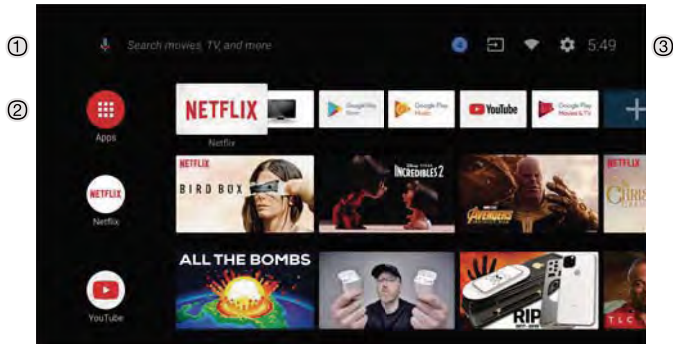 ①
Search movies, TV, and more
5:49
③
②
Apps
NETFLIX
Google Play
Google Play
Music
YouTube
Google Play
Movies & TV
Netflix
NETFLIX
Netflix
NETFLIX
BIRD BOX
INCREDIBLES 2
AVENGERS
NETFLIX
YouTube
ALL THE BOMBS
RIP
TLC